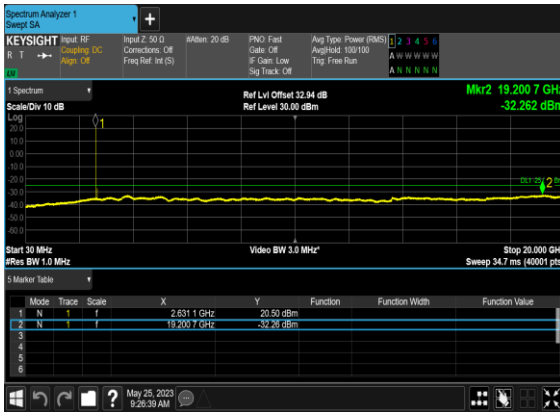 Spectrum Analyzer 1
Swept SA
+
KEYSIGHT
R T
Input: RF
Coupling: DC
Align: Off
Input Z: 50 Ω
Corrections: Off
Freq Ref: Int (S)
#Atten: 20 dB
PNO: Fast
Gate: Off
IF Gain: Low
Sig Track: Off
Avg Type: Power (RMS)
Avg|Hold: 100/100
Trig: Free Run
1 2 3 4 5 6
A W W W W W
A N N N N N
1 Spectrum
Scale/Div 10 dB
Ref Lvl Offset 32.94 dB
Ref Level 30.00 dBm
Mkr2 19.200 7 GHz
-32.262 dBm
Log
20.0
10.0
0.00
-10.0
-20.0
-30.0
-40.0
-50.0
-60.0
1
2
Start 30 MHz
#Res BW 1.0 MHz
Video BW 3.0 MHz*
Stop 20.000 GHz
Sweep 34.7 ms (40001 pts)
5 Marker Table
Mode Trace Scale X Y Function Function Width Function Value
1 N 1 f 2.631 1 GHz 20.50 dBm
2 N 1 f 19.200 7 GHz -32.26 dBm
3
4
5
6
?
May 25, 2023
9:26:39 AM